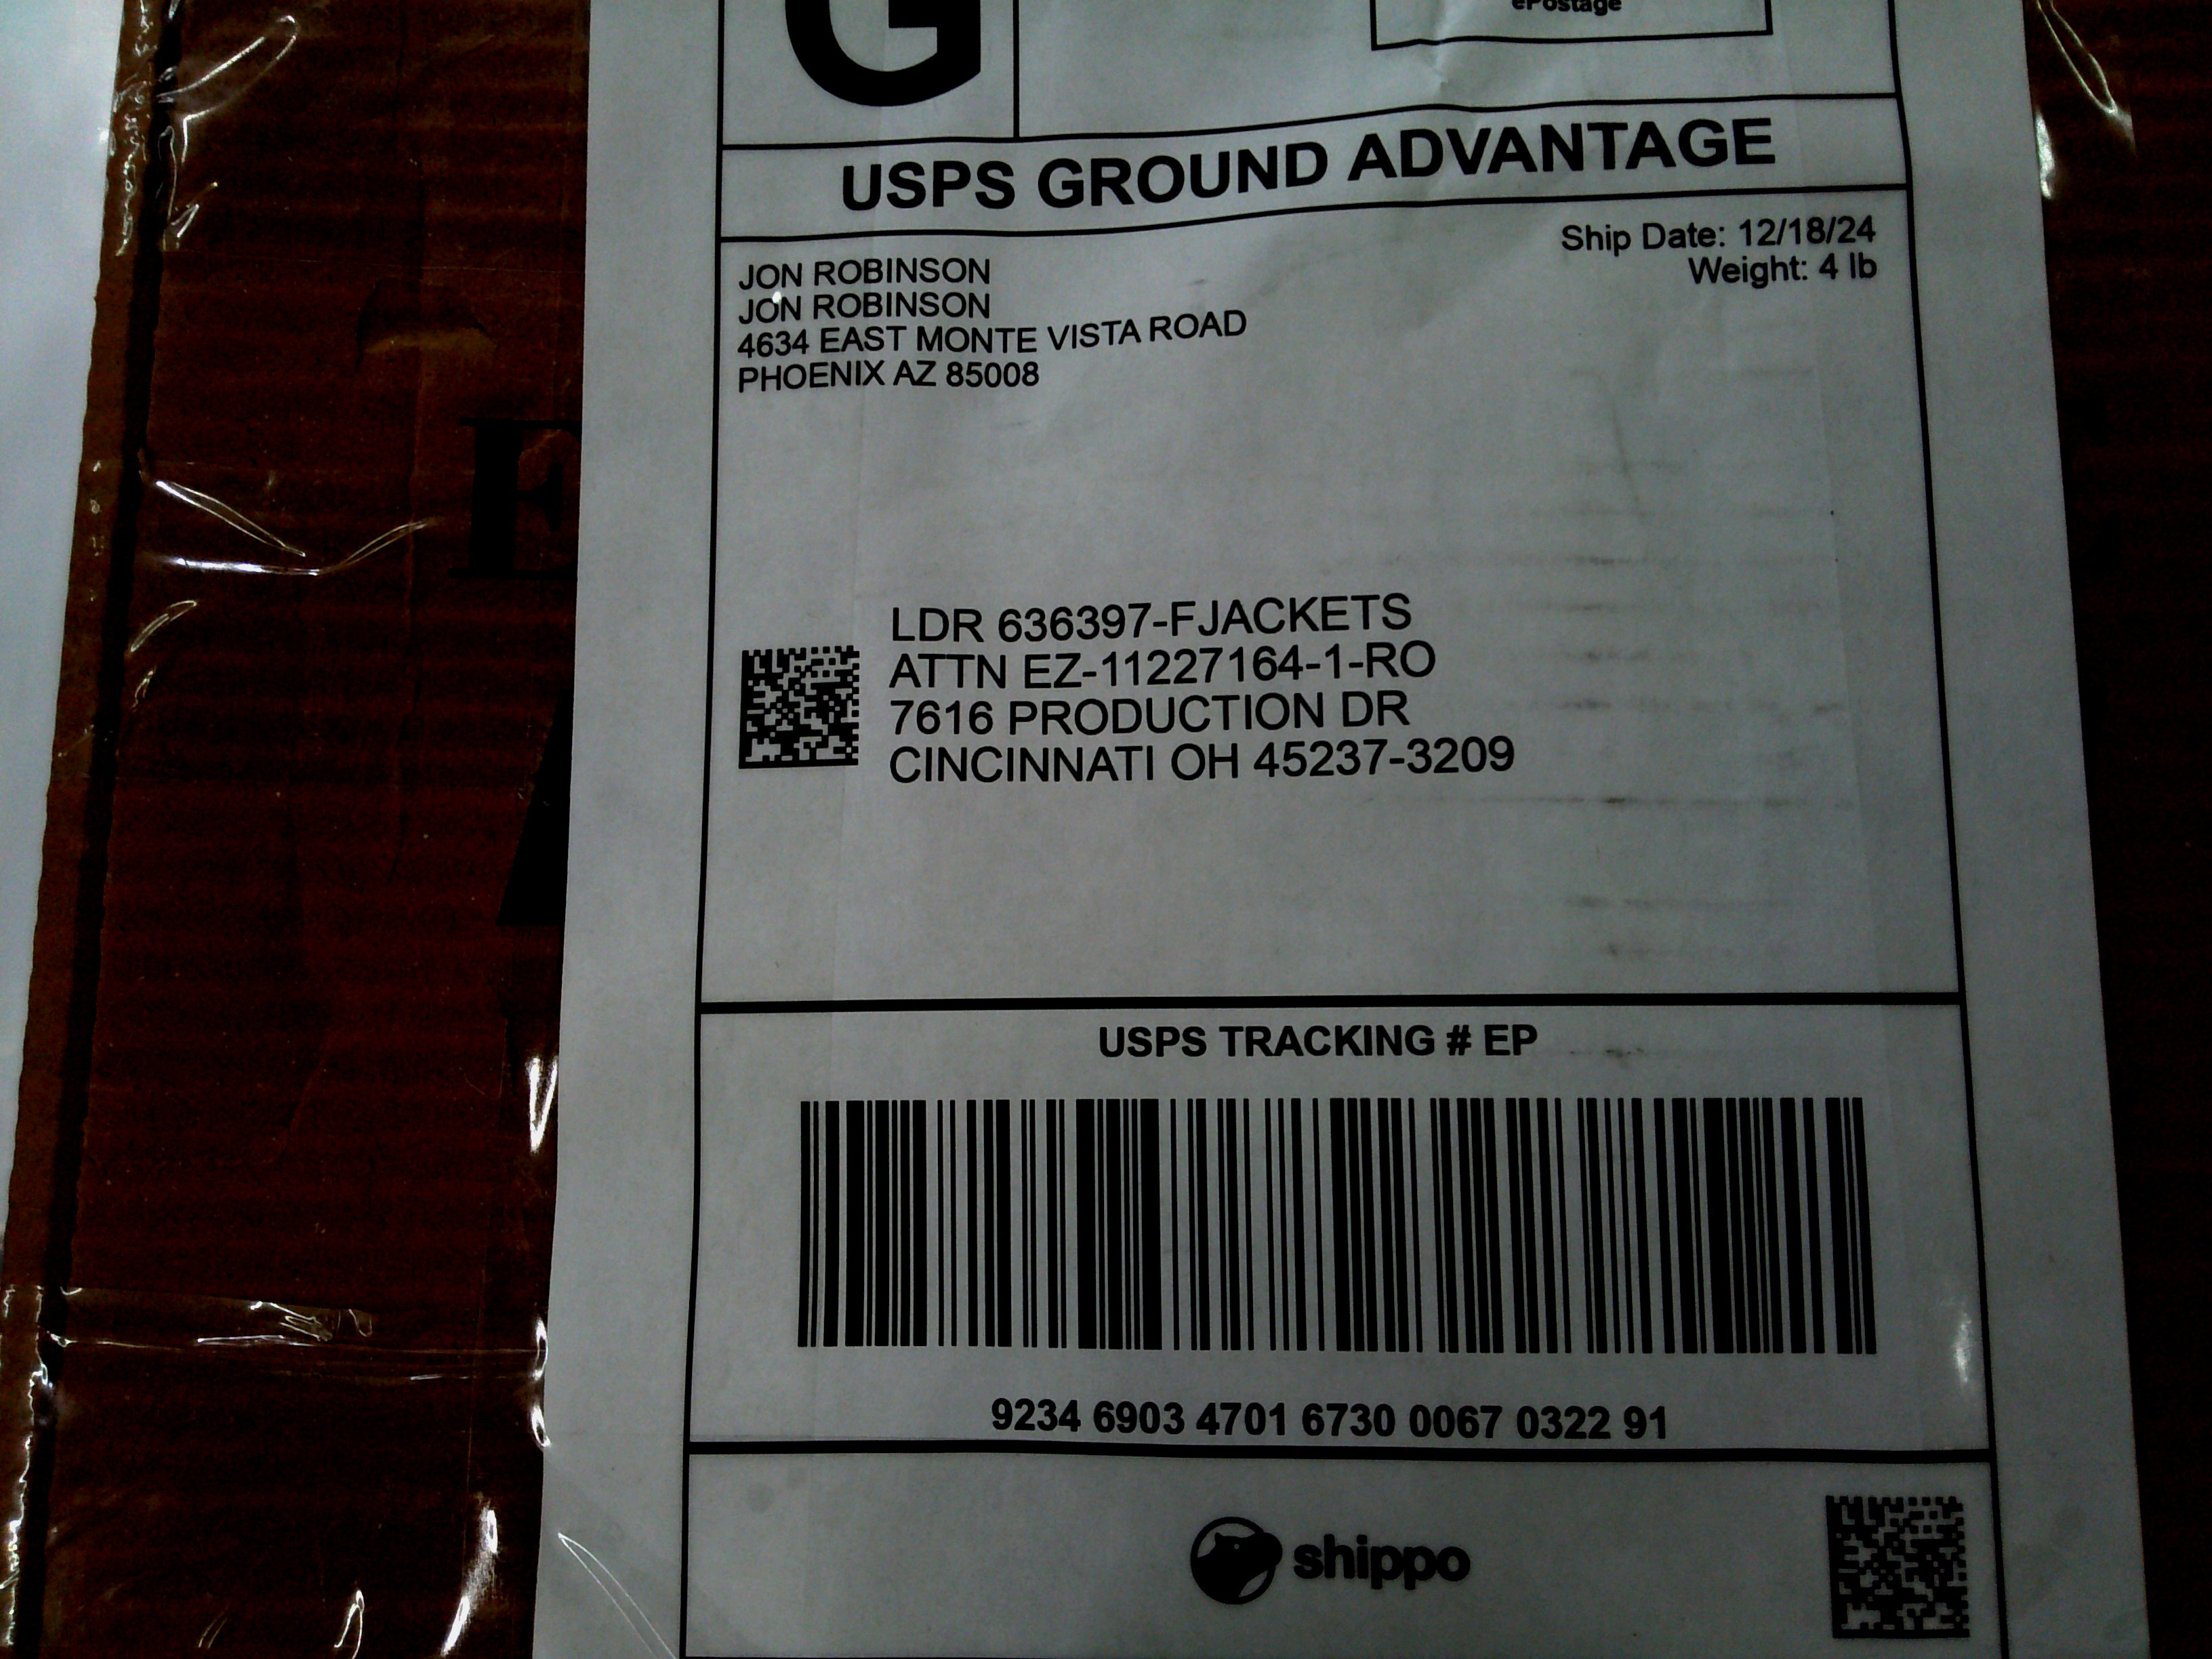 G
ePostage
USPS GROUND ADVANTAGE
Ship Date: 12/18/24
Weight: 4 lb
JON ROBINSON
JON ROBINSON
4634 EAST MONTE VISTA ROAD
PHOENIX AZ 85008
E
LDR 636397-FJACKETS
ATTN EZ-11227164-1-RO
7616 PRODUCTION DR
CINCINNATI OH 45237-3209
USPS TRACKING # EP
9234 6903 4701 6730 0067 0322 91
shippo